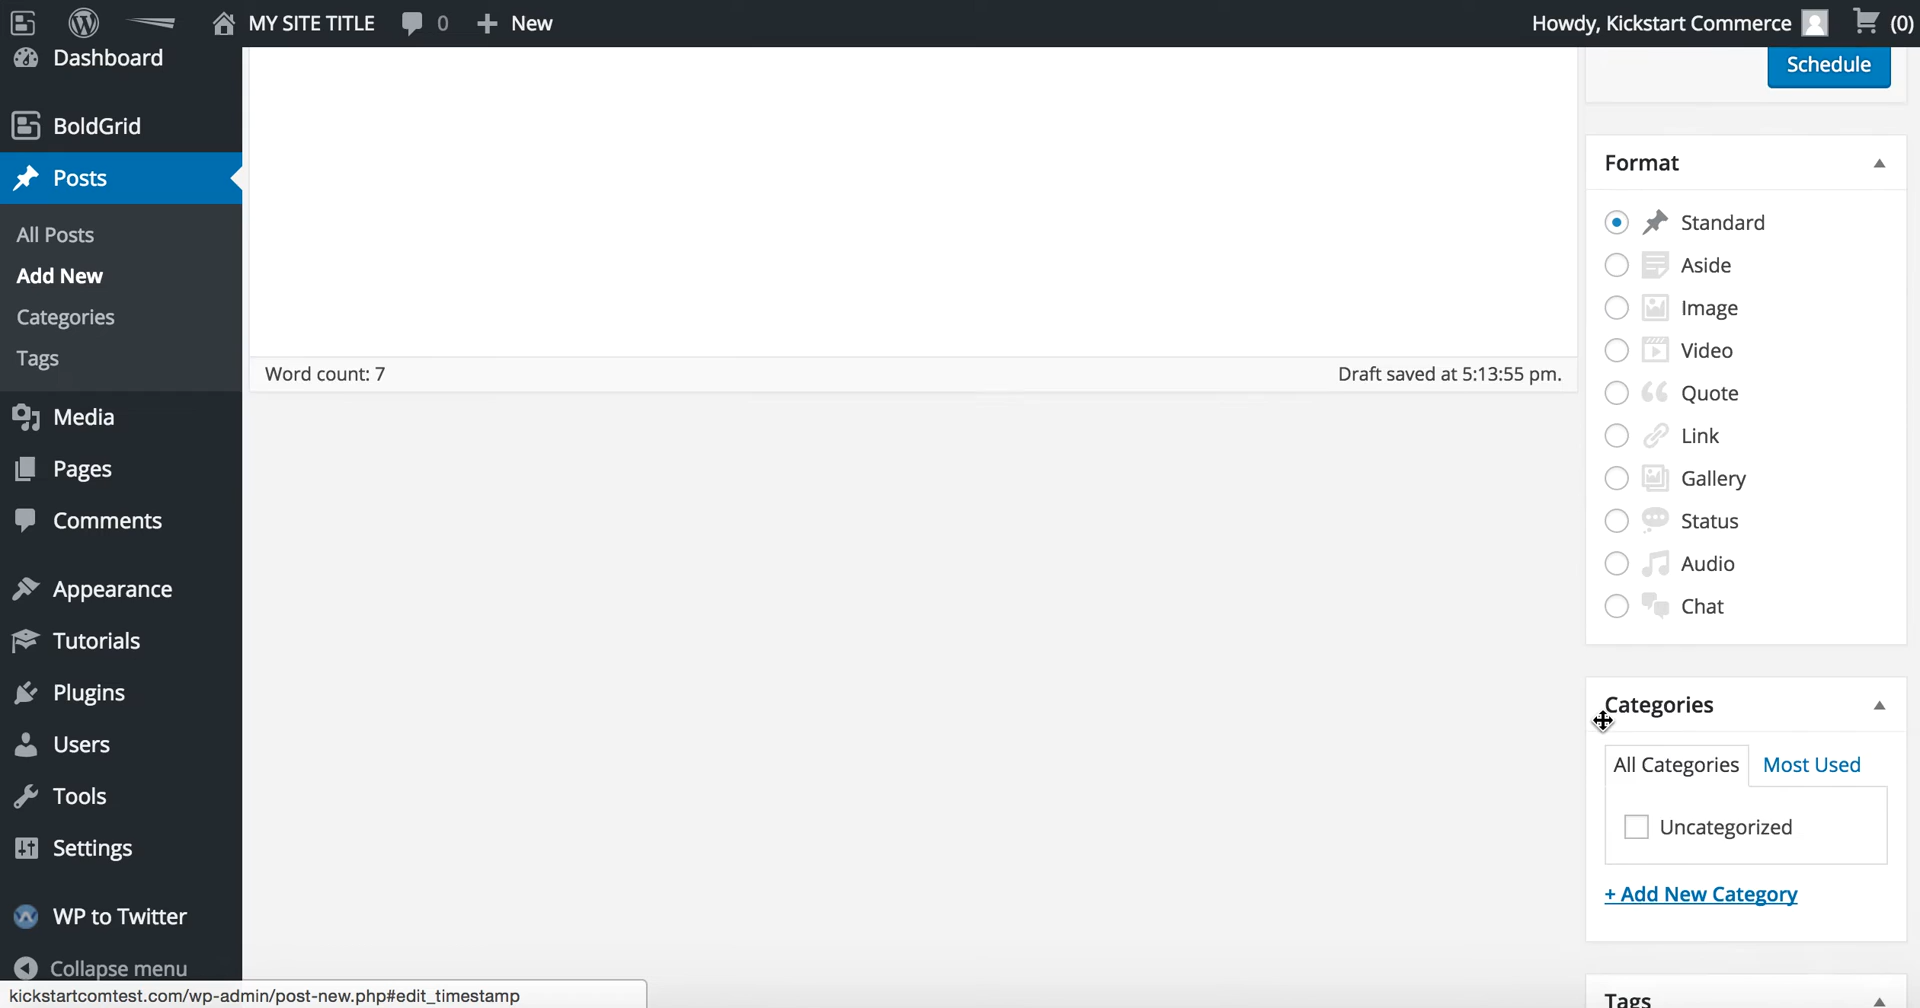 MY SITE TITLE 0 New Howdy, Kickstart Commerce (0)
Dashboard
BoldGrid
Posts
All Posts
Add New
Categories
Tags
Media
Pages
Comments
Appearance
Tutorials
Plugins
Users
Tools
Settings
WP to Twitter
Collapse menu
Word count: 7 Draft saved at 5:13:55 pm.
Schedule
Format
Standard
Aside
Image
Video
Quote
Link
Gallery
Status
Audio
Chat
Categories
All Categories Most Used
Uncategorized
+ Add New Category
Tags
kickstartcomtest.com/wp-admin/post-new.php#edit_timestamp